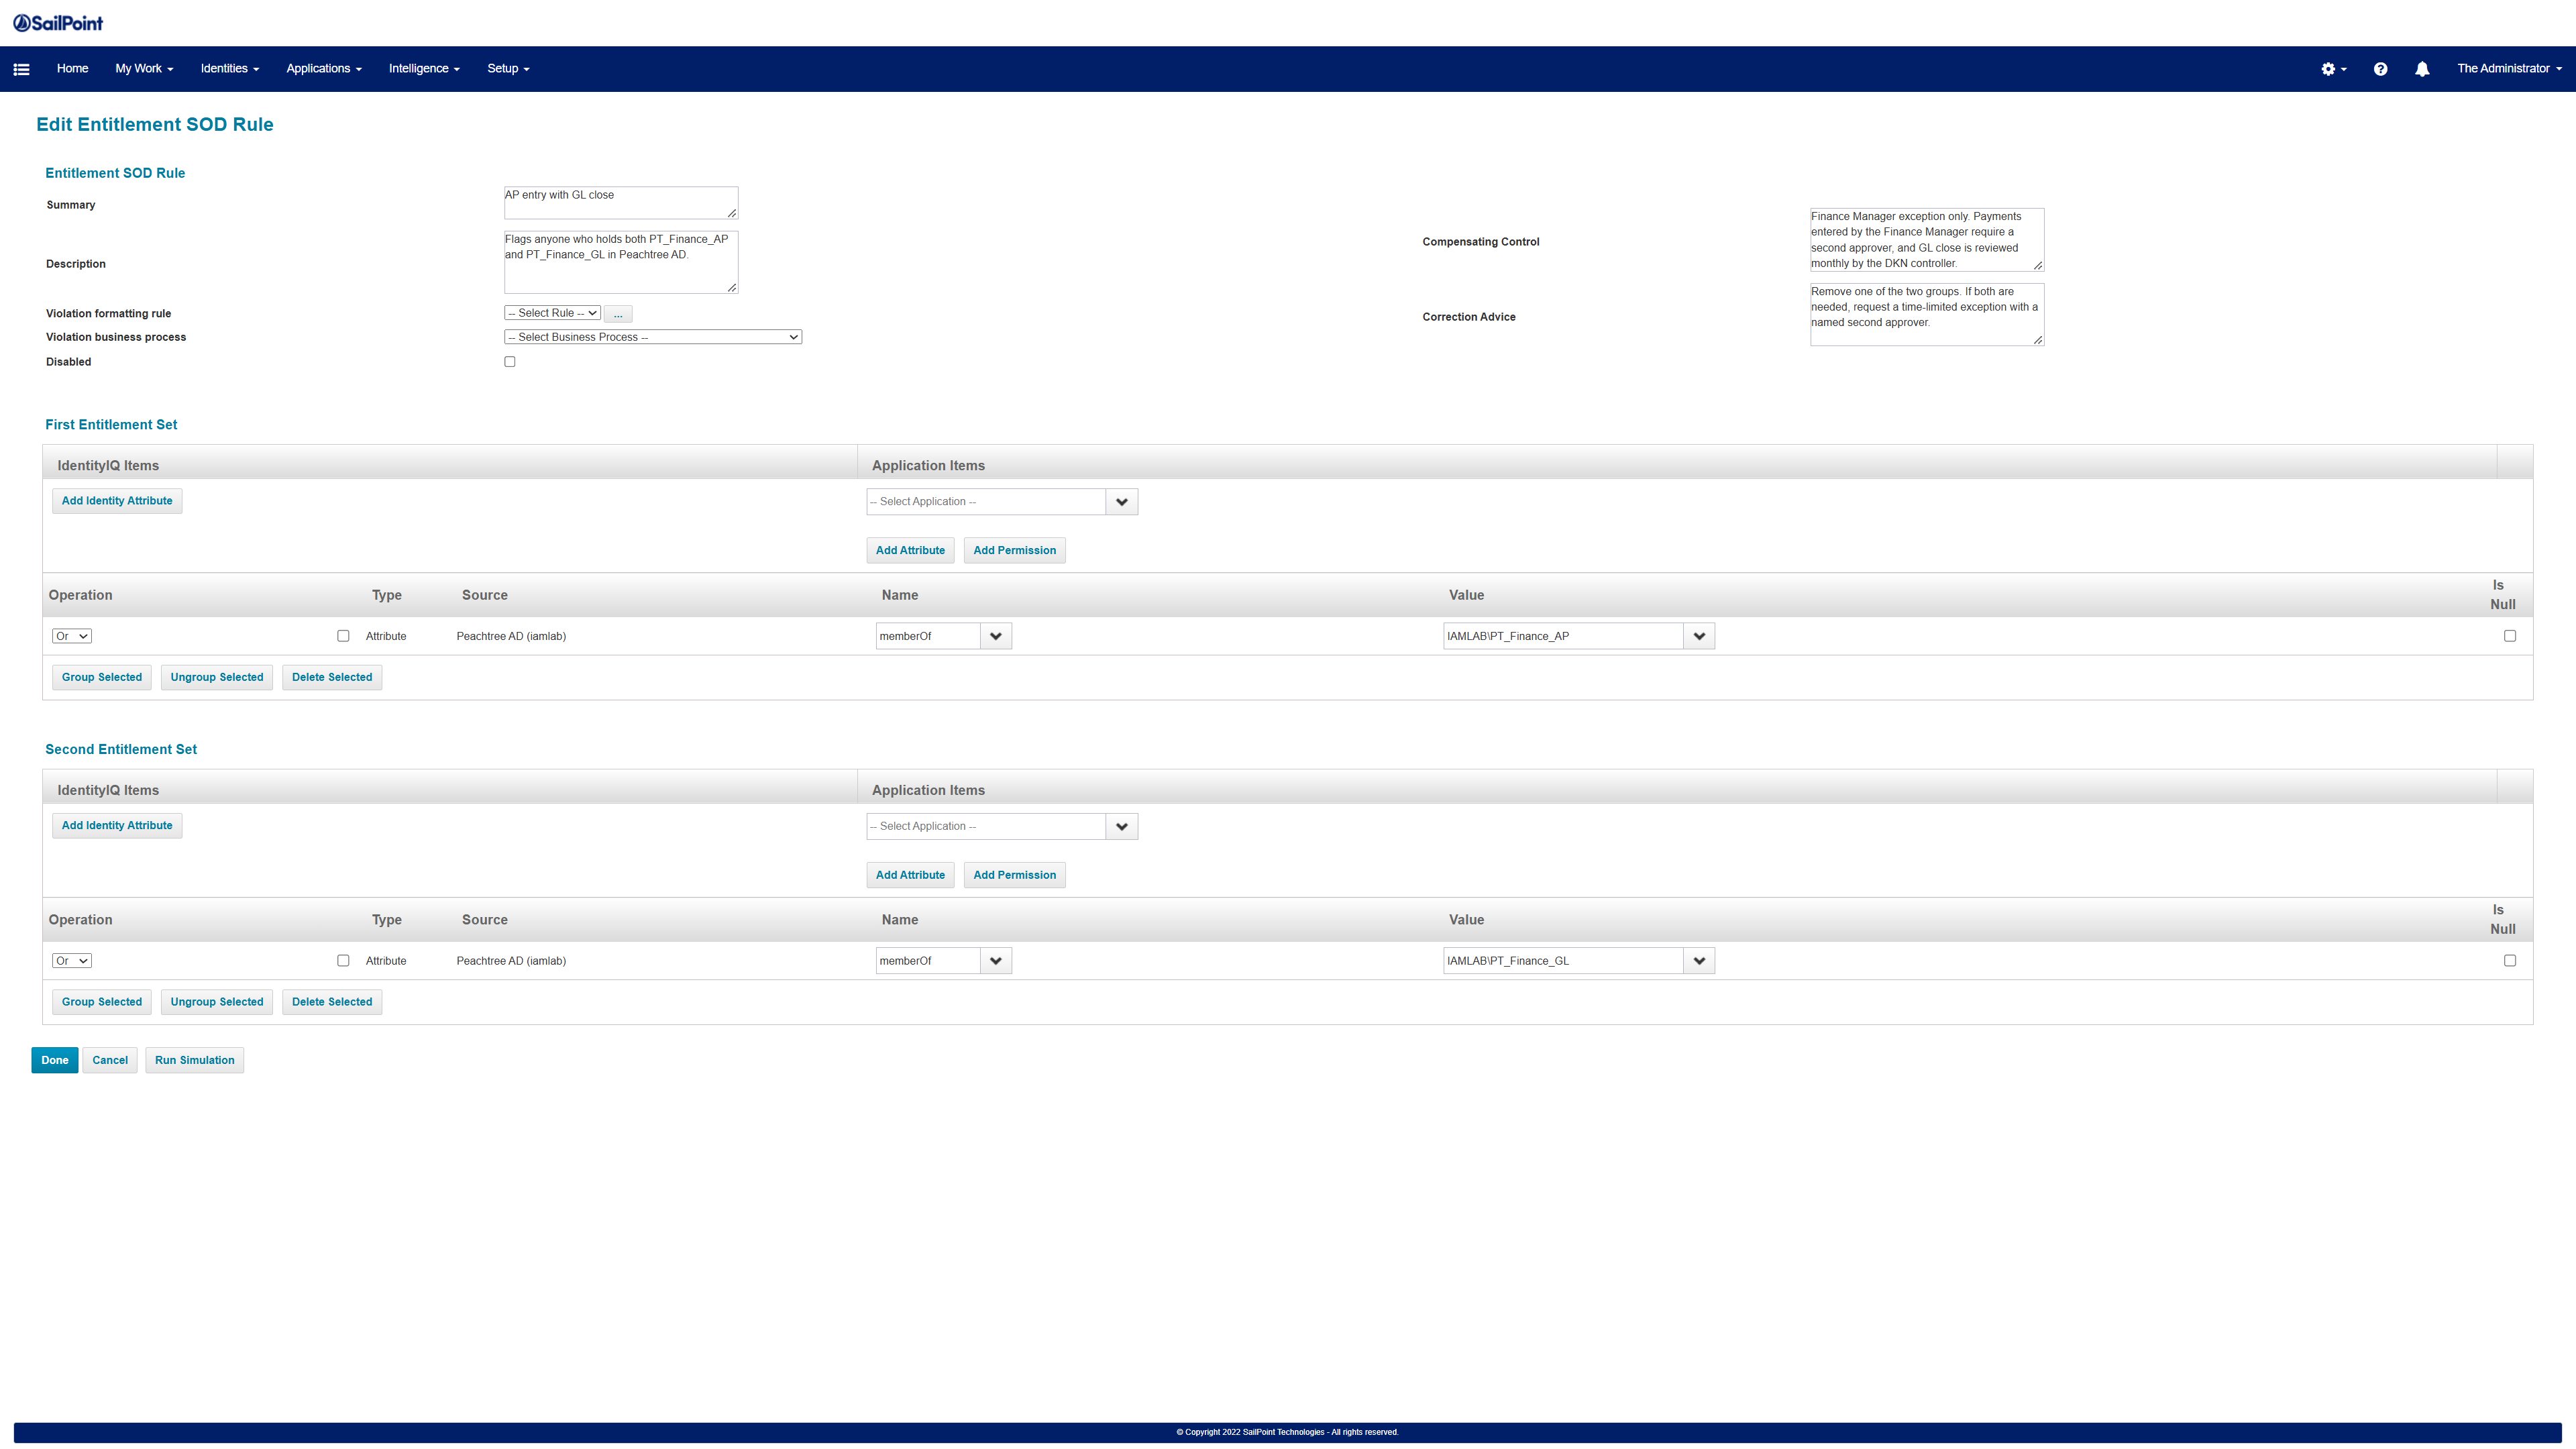 SailPoint
Home My Work Identities Applications Intelligence Setup The Administrator
Edit Entitlement SOD Rule
Entitlement SOD Rule
Summary
AP entry with GL close
Description
Flags anyone who holds both PT_Finance_AP
and PT_Finance_GL in Peachtree AD.
Violation formatting rule
-- Select Rule --
...
Violation business process
-- Select Business Process --
Disabled
Compensating Control
Finance Manager exception only. Payments
entered by the Finance Manager require a
second approver, and GL close is reviewed
monthly by the DKN controller.
Correction Advice
Remove one of the two groups. If both are
needed, request a time-limited exception with a
named second approver.
First Entitlement Set
IdentityIQ Items Application Items
Add Identity Attribute -- Select Application --
Add Attribute Add Permission
Operation Type Source Name Value Is Null
Or Attribute Peachtree AD (iamlab) memberOf IAMLAB\PT_Finance_AP
Group Selected Ungroup Selected Delete Selected
Second Entitlement Set
IdentityIQ Items Application Items
Add Identity Attribute -- Select Application --
Add Attribute Add Permission
Operation Type Source Name Value Is Null
Or Attribute Peachtree AD (iamlab) memberOf IAMLAB\PT_Finance_GL
Group Selected Ungroup Selected Delete Selected
Done Cancel Run Simulation
© Copyright 2022 SailPoint Technologies - All rights reserved.